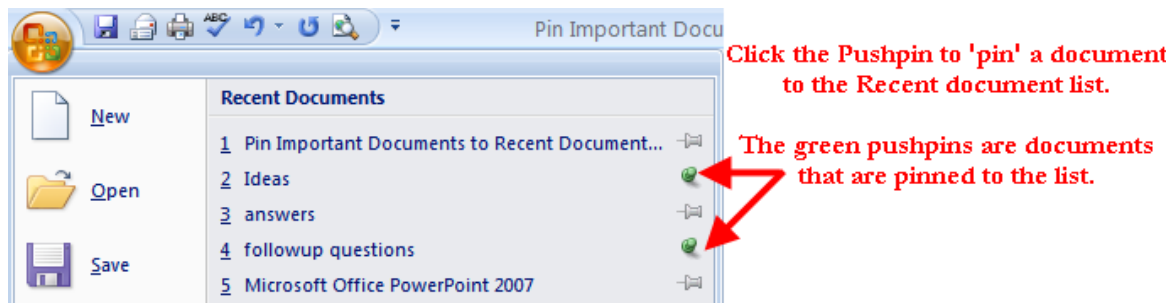 ABC
Pin Important Docu
Click the Pushpin to 'pin' a document
to the Recent document list.
The green pushpins are documents
that are pinned to the list.
New
Open
Save
Recent Documents
1 Pin Important Documents to Recent Document...
2 Ideas
3 answers
4 followup questions
5 Microsoft Office PowerPoint 2007